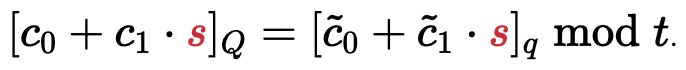 [c₀ + c₁ · s]_Q = [c̃₀ + c̃₁ · s]_q mod t.